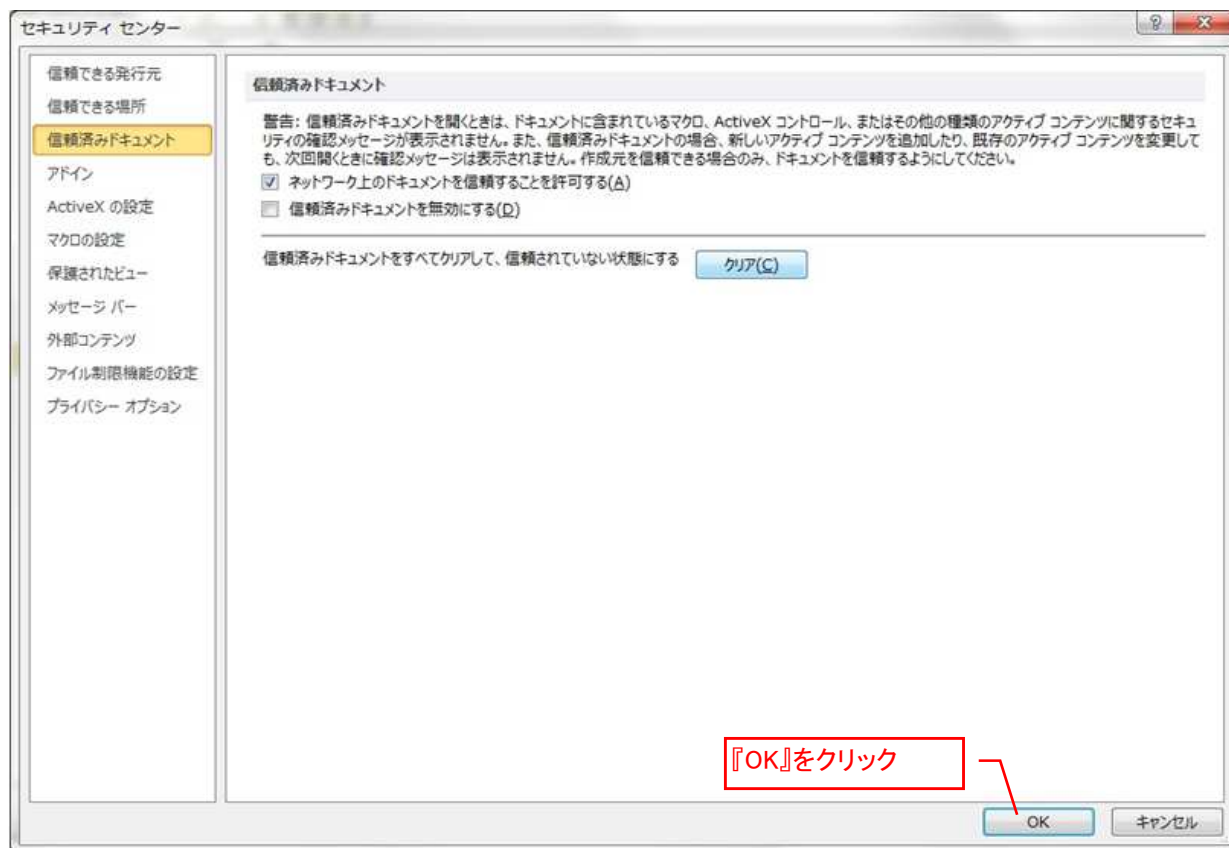 セキュリティ センター
信頼できる発行元
信頼できる場所
信頼済みドキュメント
アドイン
ActiveX の設定
マクロの設定
保護されたビュー
メッセージ バー
外部コンテンツ
ファイル制限機能の設定
プライバシー オプション
信頼済みドキュメント
警告: 信頼済みドキュメントを開くときは、ドキュメントに含まれているマクロ、ActiveX コントロール、またはその他の種類のアクティブ コンテンツに関するセキュ
リティの確認メッセージが表示されません。また、信頼済みドキュメントの場合、新しいアクティブ コンテンツを追加したり、既存のアクティブ コンテンツを変更して
も、次回開くときに確認メッセージは表示されません。作成元を信頼できる場合のみ、ドキュメントを信頼するようにしてください。
ネットワーク上のドキュメントを信頼することを許可する(A)
信頼済みドキュメントを無効にする(D)
信頼済みドキュメントをすべてクリアして、信頼されていない状態にする
クリア(C)
『OK』をクリック
OK
キャンセル